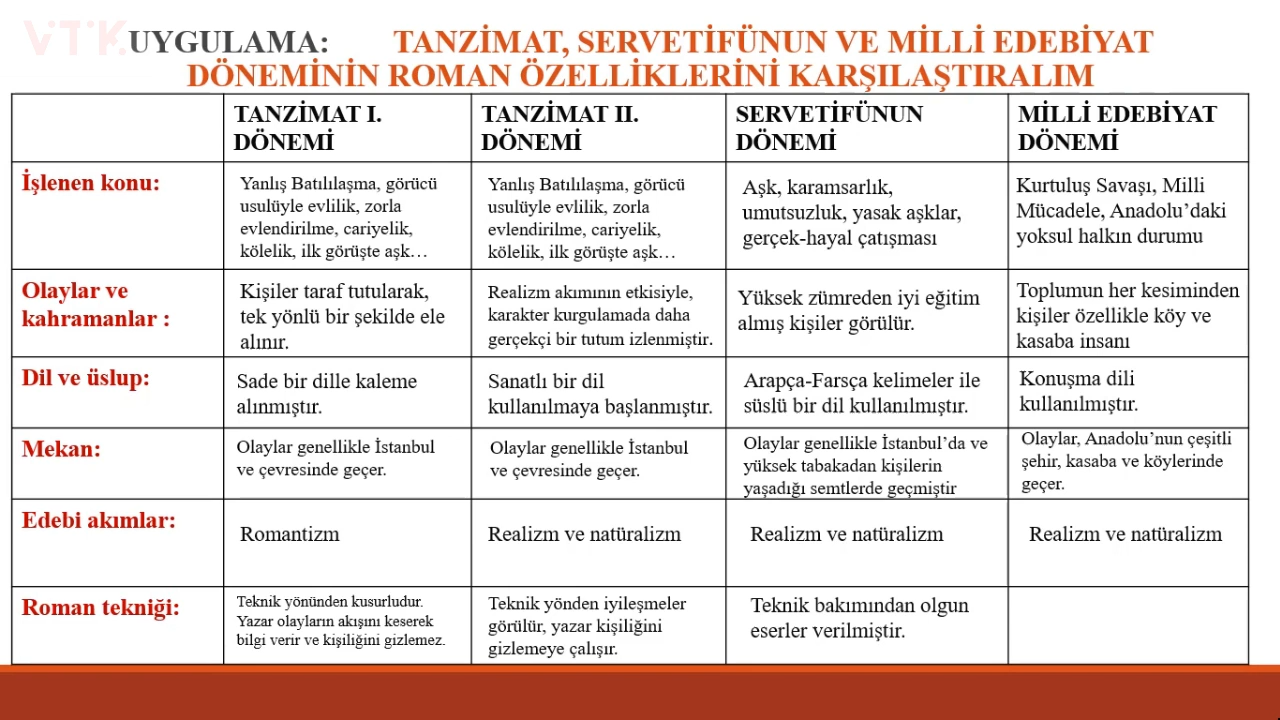 VTK
UYGULAMA: TANZİMAT, SERVETİFÜNUN VE MİLLİ EDEBİYAT
DÖNEMİNİN ROMAN ÖZELLİKLERİNİ KARŞILAŞTIRALIM
TANZİMAT I.
DÖNEMİ
TANZİMAT II.
DÖNEMİ
SERVETİFÜNUN
DÖNEMİ
MİLLİ EDEBİYAT
DÖNEMİ
İşlenen konu:
Yanlış Batılılaşma, görücü
usulüyle evlilik, zorla
evlendirilme, cariyelik,
kölelik, ilk görüşte aşk…
Yanlış Batılılaşma, görücü
usulüyle evlilik, zorla
evlendirilme, cariyelik,
kölelik, ilk görüşte aşk…
Aşk, karamsarlık,
umutsuzluk, yasak aşklar,
gerçek-hayal çatışması
Kurtuluş Savaşı, Milli
Mücadele, Anadolu’daki
yoksul halkın durumu
Olaylar ve
kahramanlar :
Kişiler taraf tutularak,
tek yönlü bir şekilde ele
alınır.
Realizm akımının etkisiyle,
karakter kurgulamada daha
gerçekçi bir tutum izlenmiştir.
Yüksek zümreden iyi eğitim
almış kişiler görülür.
Toplumun her kesiminden
kişiler özellikle köy ve
kasaba insanı
Dil ve üslup:
Sade bir dille kaleme
alınmıştır.
Sanatlı bir dil
kullanılmaya başlanmıştır.
Arapça-Farsça kelimeler ile
süslü bir dil kullanılmıştır.
Konuşma dili
kullanılmıştır.
Mekan:
Olaylar genellikle İstanbul
ve çevresinde geçer.
Olaylar genellikle İstanbul
ve çevresinde geçer.
Olaylar genellikle İstanbul’da ve
yüksek tabakadan kişilerin
yaşadığı semtlerde geçmiştir
Olaylar, Anadolu’nun çeşitli
şehir, kasaba ve köylerinde
geçer.
Edebi akımlar:
Romantizm
Realizm ve natüralizm
Realizm ve natüralizm
Realizm ve natüralizm
Roman tekniği:
Teknik yönünden kusurludur.
Yazar olayların akışını keserek
bilgi verir ve kişiliğini gizlemez.
Teknik yönden iyileşmeler
görülür, yazar kişiliğini
gizlemeye çalışır.
Teknik bakımından olgun
eserler verilmiştir.